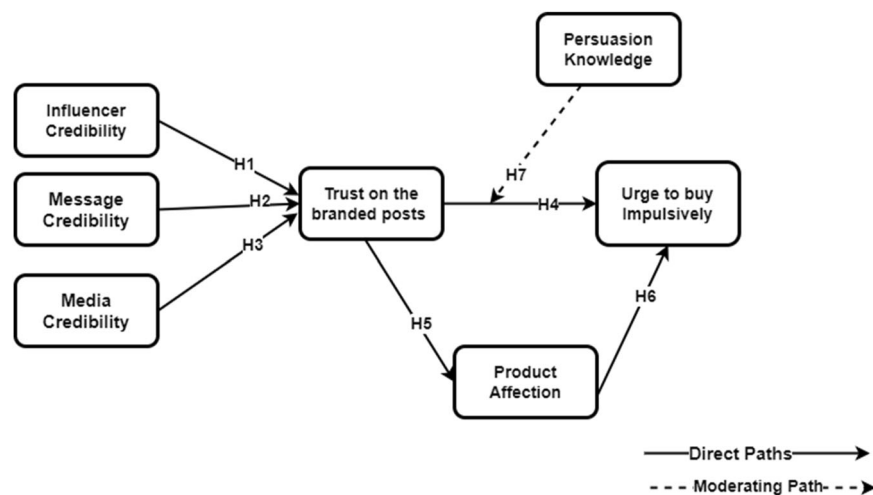 Persuasion
Knowledge
Influencer
Credibility
H1
H7
Message
Credibility
H2
Trust on the
branded posts
H4
Urge to buy
Impulsively
H3
Media
Credibility
H5
H6
Product
Affection
Direct Paths
Moderating Path